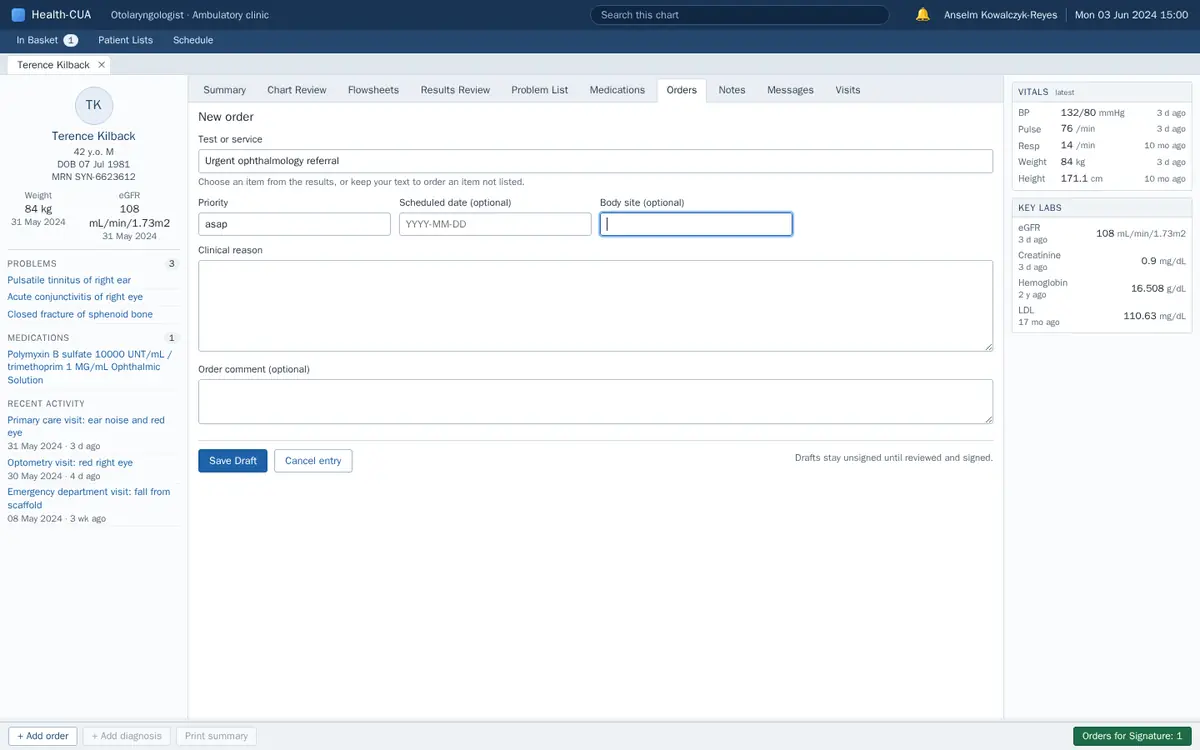 Health-CUA Otolaryngologist · Ambulatory clinic Search this chart Anselm Kowalczyk-Reyes Mon 03 Jun 2024 15:00
In Basket 1 Patient Lists Schedule
Terence Kilback ×
TK
Terence Kilback
42 y.o. M
DOB 07 Jul 1981
MRN SYN-6623612
Weight
84 kg
31 May 2024
eGFR
108
mL/min/1.73m2
31 May 2024
PROBLEMS 3
Pulsatile tinnitus of right ear
Acute conjunctivitis of right eye
Closed fracture of sphenoid bone
MEDICATIONS 1
Polymyxin B sulfate 10000 UNT/mL /
trimethoprim 1 MG/mL Ophthalmic
Solution
RECENT ACTIVITY
Primary care visit: ear noise and red
eye
31 May 2024 · 3 d ago
Optometry visit: red right eye
30 May 2024 · 4 d ago
Emergency department visit: fall from
scaffold
08 May 2024 · 3 wk ago
Summary Chart Review Flowsheets Results Review Problem List Medications Orders Notes Messages Visits
New order
Test or service
Urgent ophthalmology referral
Choose an item from the results, or keep your text to order an item not listed.
Priority Scheduled date (optional) Body site (optional)
asap YYYY-MM-DD
Clinical reason
Order comment (optional)
Save Draft Cancel entry Drafts stay unsigned until reviewed and signed.
VITALS latest
BP 132/80 mmHg 3 d ago
Pulse 76 /min 3 d ago
Resp 14 /min 10 mo ago
Weight 84 kg 3 d ago
Height 171.1 cm 10 mo ago
KEY LABS
eGFR
3 d ago
108 mL/min/1.73m2
Creatinine
3 d ago
0.9 mg/dL
Hemoglobin
2 y ago
16.508 g/dL
LDL
17 mo ago
110.63 mg/dL
+ Add order + Add diagnosis Print summary Orders for Signature: 1